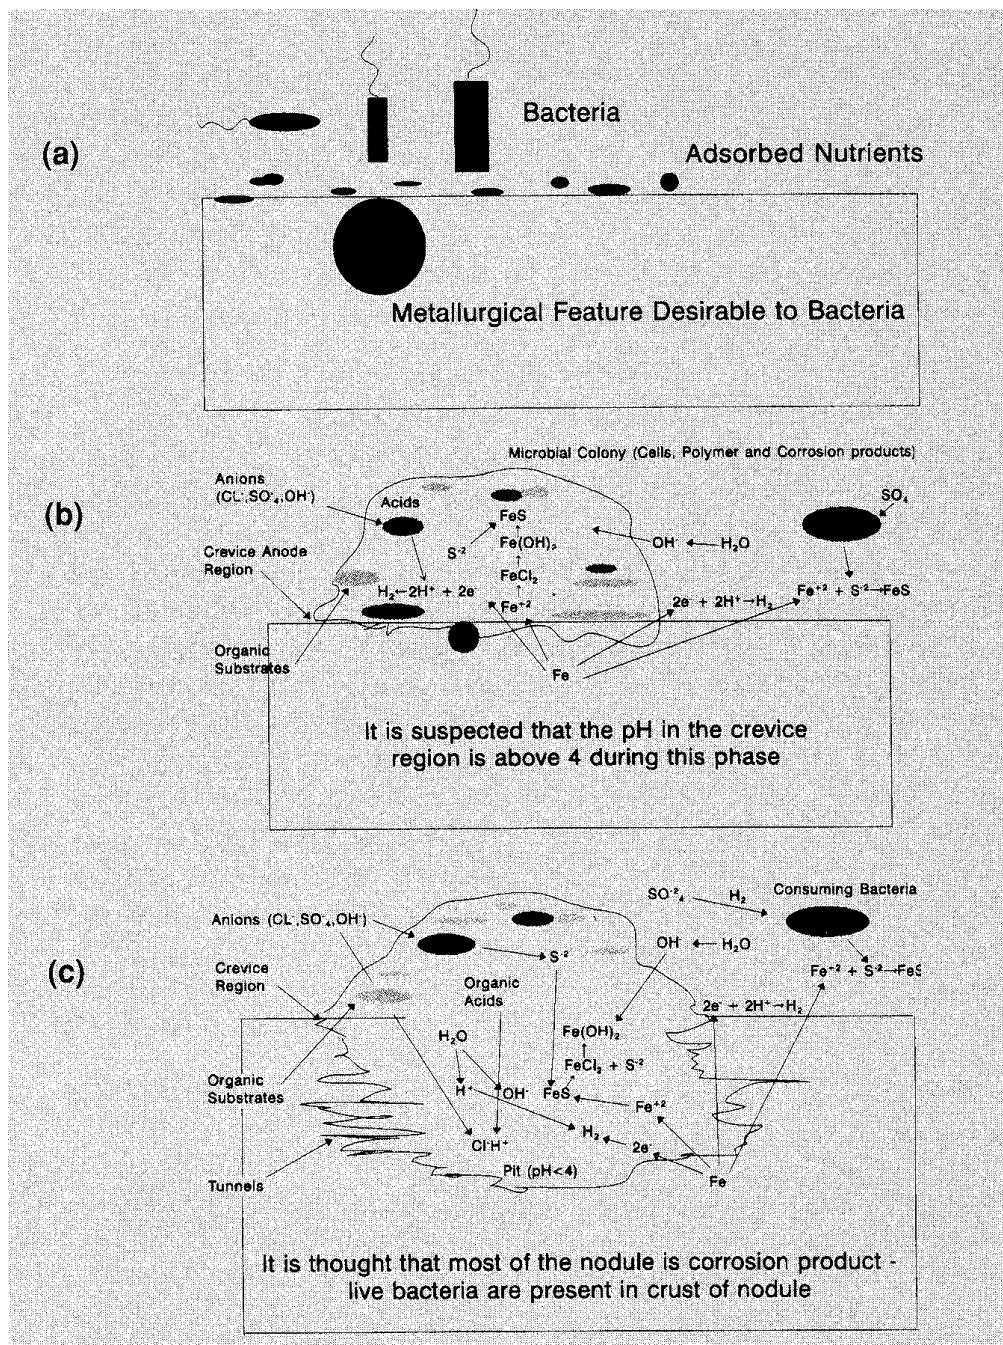 (a)
Bacteria
Adsorbed Nutrients
Metallurgical Feature Desirable to Bacteria
(b)
Microbial Colony (Cells, Polymer and Corrosion products)
Anions
(CL⁻,SO⁻₄,OH⁻)
Acids
SO₄
FeS
S⁻²
Fe(OH)₂
OH⁻ ← H₂O
Crevice Anode
Region
FeCl₂
H₂←2H⁺ + 2e⁻
Fe⁺²
2e⁻ + 2H⁺→H₂
Fe⁺² + S⁻²→FeS
Organic
Substrates
Fe
It is suspected that the pH in the crevice
region is above 4 during this phase
(c)
SO⁻²₄
H₂
Consuming Bacteria
Anions (CL⁻,SO⁻₄,OH⁻)
OH⁻ ← H₂O
S⁻²
Crevice
Region
Organic
Acids
Fe⁺² + S⁻²→FeS
2e⁻ + 2H⁺→H₂
H₂O
Fe(OH)₂
FeCl₂ + S⁻²
Organic
Substrates
H⁺
OH⁻
FeS
Fe⁺²
H₂
2e⁻
Cl⁻H⁺
Pit (pH<4)
Tunnels
Fe
It is thought that most of the nodule is corrosion product -
live bacteria are present in crust of nodule